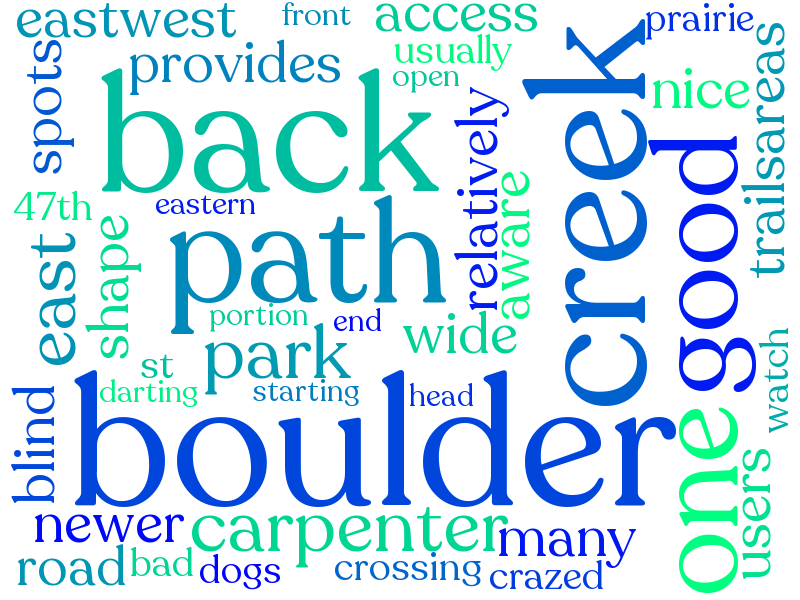 eastwest
front
access
prairie
spots
provides
usually
open
nice
back
creek
trailsareas
relatively
good
aware
47th
eastern
shape
east
path
portion
end
wide
park
st
darting
starting
head
watch
blind
boulder
one
users
newer
carpenter
many
road
bad
dogs
crossing
crazed